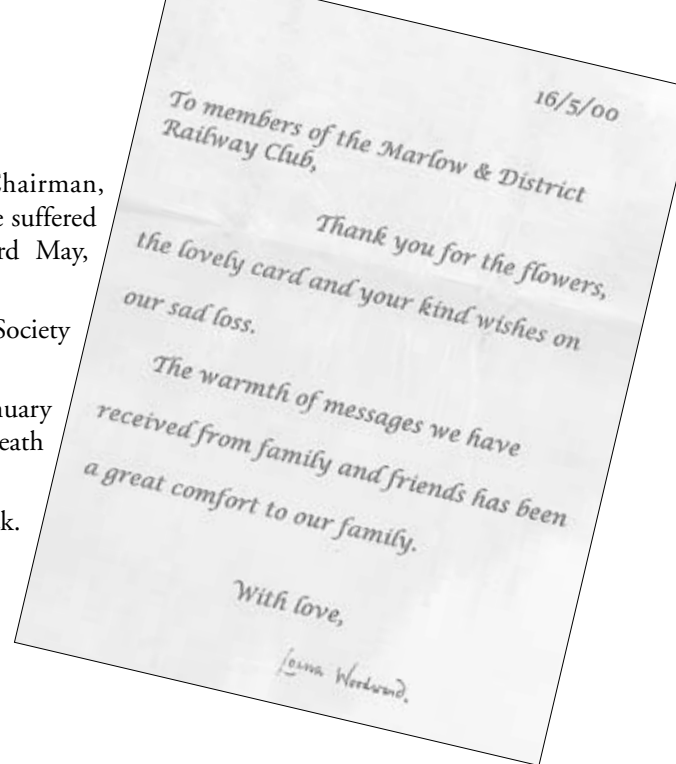 Chairman,
suffered
rd May,
Society
nuary
eath
k.
16/5/00
To members of the Marlow & District
Railway Club,
Thank you for the flowers,
the lovely card and your kind wishes on
our sad loss.
The warmth of messages we have
received from family and friends has been
a great comfort to our family.
With love,
Woodward.